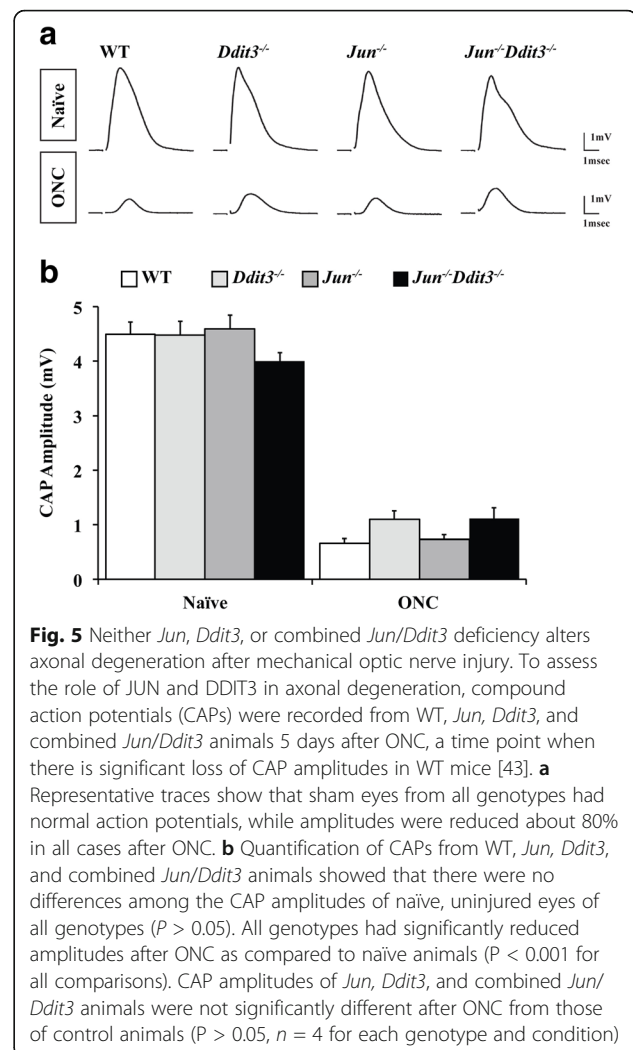 a
WT Ddit3-/- Jun-/- Jun-/-Ddit3-/-
Naïve
1mV
1msec
ONC
1mV
1msec
b
WT Ddit3-/- Jun-/- Jun-/-Ddit3-/-
CAP Amplitude (mV)
5
4
3
2
1
0
Naïve ONC
Fig. 5 Neither Jun, Ddit3, or combined Jun/Ddit3 deficiency alters
axonal degeneration after mechanical optic nerve injury. To assess
the role of JUN and DDIT3 in axonal degeneration, compound
action potentials (CAPs) were recorded from WT, Jun, Ddit3, and
combined Jun/Ddit3 animals 5 days after ONC, a time point when
there is significant loss of CAP amplitudes in WT mice [43]. a
Representative traces show that sham eyes from all genotypes had
normal action potentials, while amplitudes were reduced about 80%
in all cases after ONC. b Quantification of CAPs from WT, Jun, Ddit3,
and combined Jun/Ddit3 animals showed that there were no
differences among the CAP amplitudes of naïve, uninjured eyes of
all genotypes (P > 0.05). All genotypes had significantly reduced
amplitudes after ONC as compared to naïve animals (P < 0.001 for
all comparisons). CAP amplitudes of Jun, Ddit3, and combined Jun/
Ddit3 animals were not significantly different after ONC from those
of control animals (P > 0.05, n = 4 for each genotype and condition)